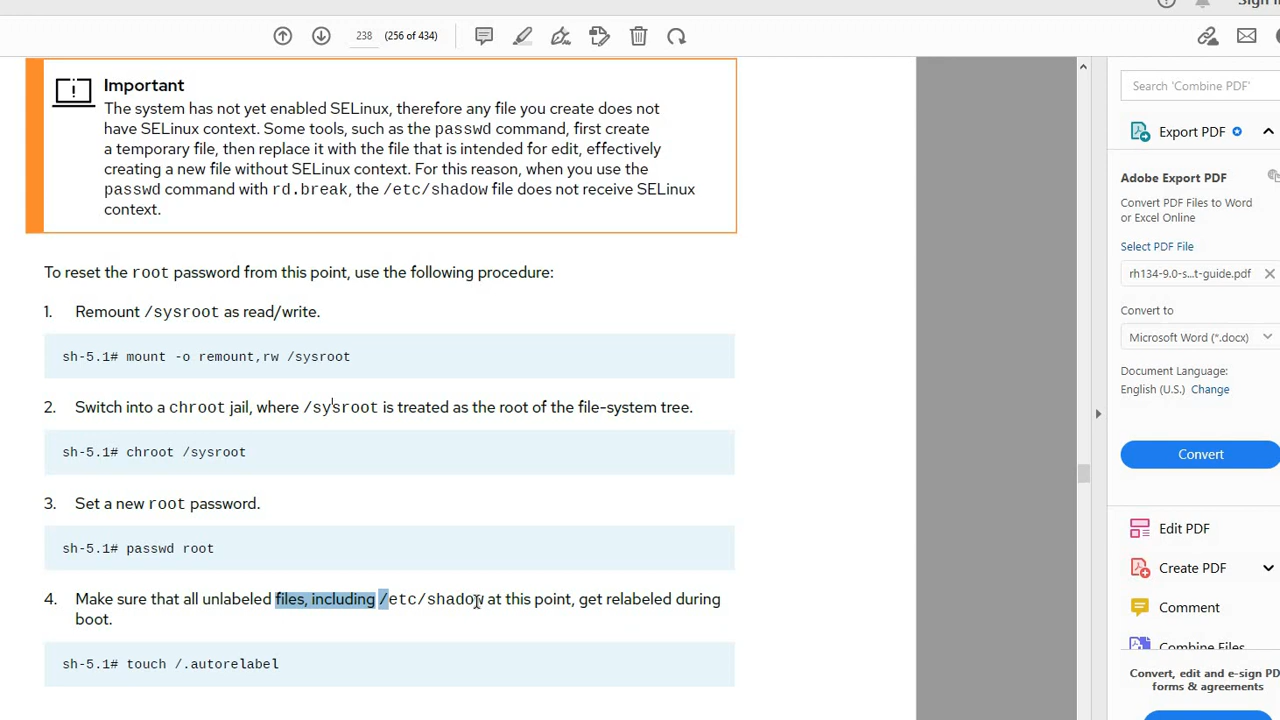 238 (256 of 434)
Important
The system has not yet enabled SELinux, therefore any file you create does not
have SELinux context. Some tools, such as the passwd command, first create
a temporary file, then replace it with the file that is intended for edit, effectively
creating a new file without SELinux context. For this reason, when you use the
passwd command with rd.break, the /etc/shadow file does not receive SELinux
context.
To reset the root password from this point, use the following procedure:
1. Remount /sysroot as read/write.
sh-5.1# mount -o remount,rw /sysroot
2. Switch into a chroot jail, where /sysroot is treated as the root of the file-system tree.
sh-5.1# chroot /sysroot
3. Set a new root password.
sh-5.1# passwd root
4. Make sure that all unlabeled files, including /etc/shadow at this point, get relabeled during
boot.
sh-5.1# touch /.autorelabel
Search 'Combine PDF'
Export PDF
Adobe Export PDF
Convert PDF Files to Word
or Excel Online
Select PDF File
rh134-9.0-s...t-guide.pdf
Convert to
Microsoft Word (*.docx)
Document Language:
English (U.S.) Change
Convert
Edit PDF
Create PDF
Comment
Combine Files
Convert, edit and e-sign PD
forms & agreements